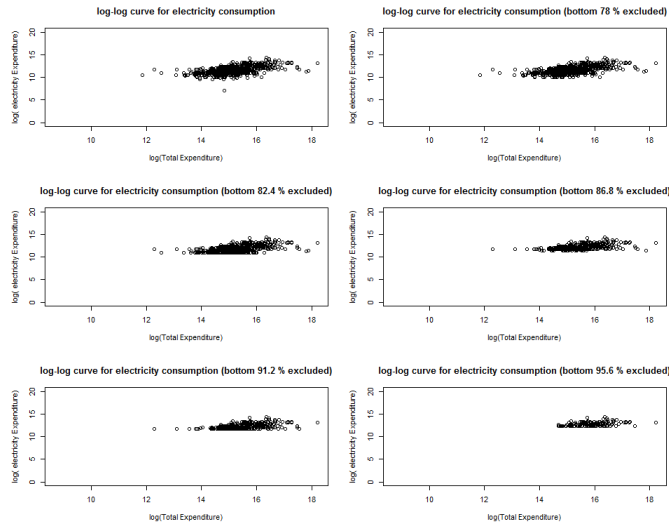 log-log curve for electricity consumption
log( electricity Expenditure)
20
15
10
5
0
10 12 14 16 18
log(Total Expenditure)
log-log curve for electricity consumption (bottom 78 % excluded)
log( electricity Expenditure)
20
15
10
5
0
10 12 14 16 18
log(Total Expenditure)
log-log curve for electricity consumption (bottom 82.4 % excluded)
log( electricity Expenditure)
20
15
10
5
0
10 12 14 16 18
log(Total Expenditure)
log-log curve for electricity consumption (bottom 86.8 % excluded)
log( electricity Expenditure)
20
15
10
5
0
10 12 14 16 18
log(Total Expenditure)
log-log curve for electricity consumption (bottom 91.2 % excluded)
log( electricity Expenditure)
20
15
10
5
0
10 12 14 16 18
log(Total Expenditure)
log-log curve for electricity consumption (bottom 95.6 % excluded)
log( electricity Expenditure)
20
15
10
5
0
10 12 14 16 18
log(Total Expenditure)